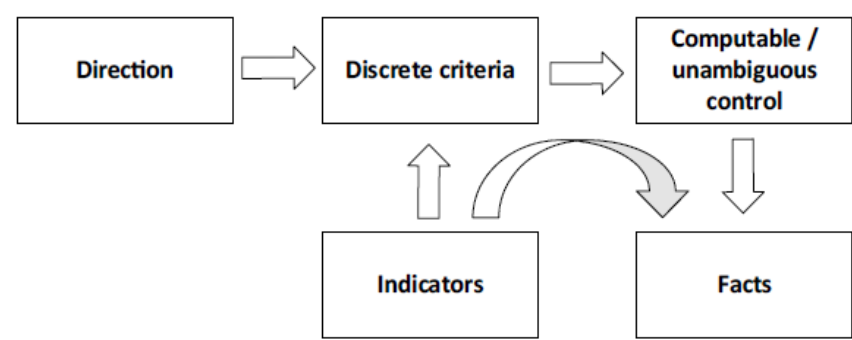 Direction
Discrete criteria
Computable /
unambiguous
control
Indicators
Facts